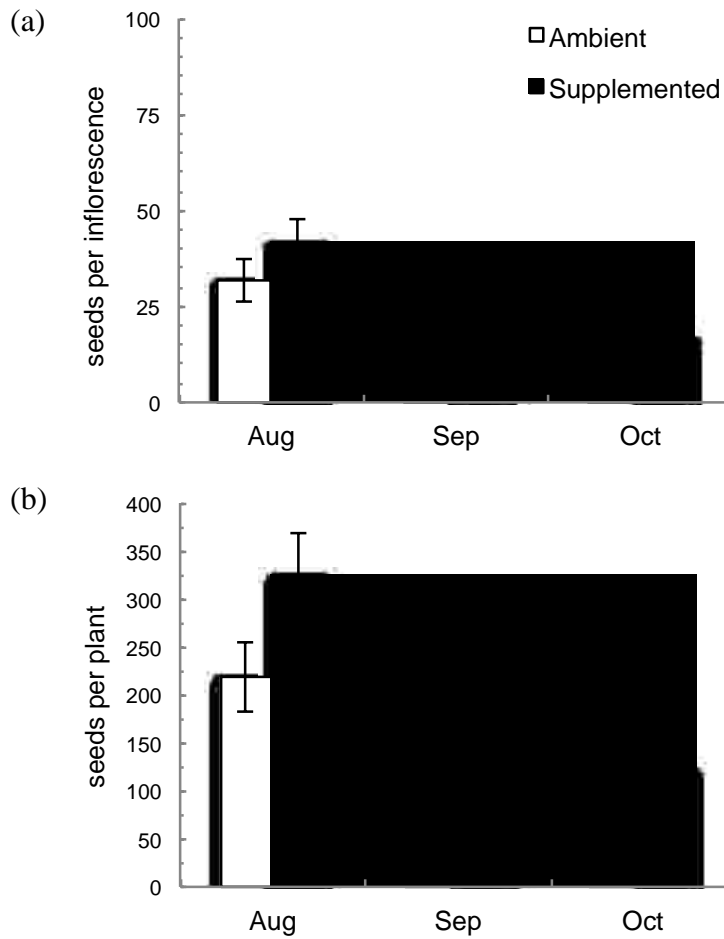 (a)
100
75
50
25
0
seeds per inflorescence
Ambient
Supplemented
Aug Sep Oct
(b)
400
350
300
250
200
150
100
50
0
seeds per plant
Aug Sep Oct